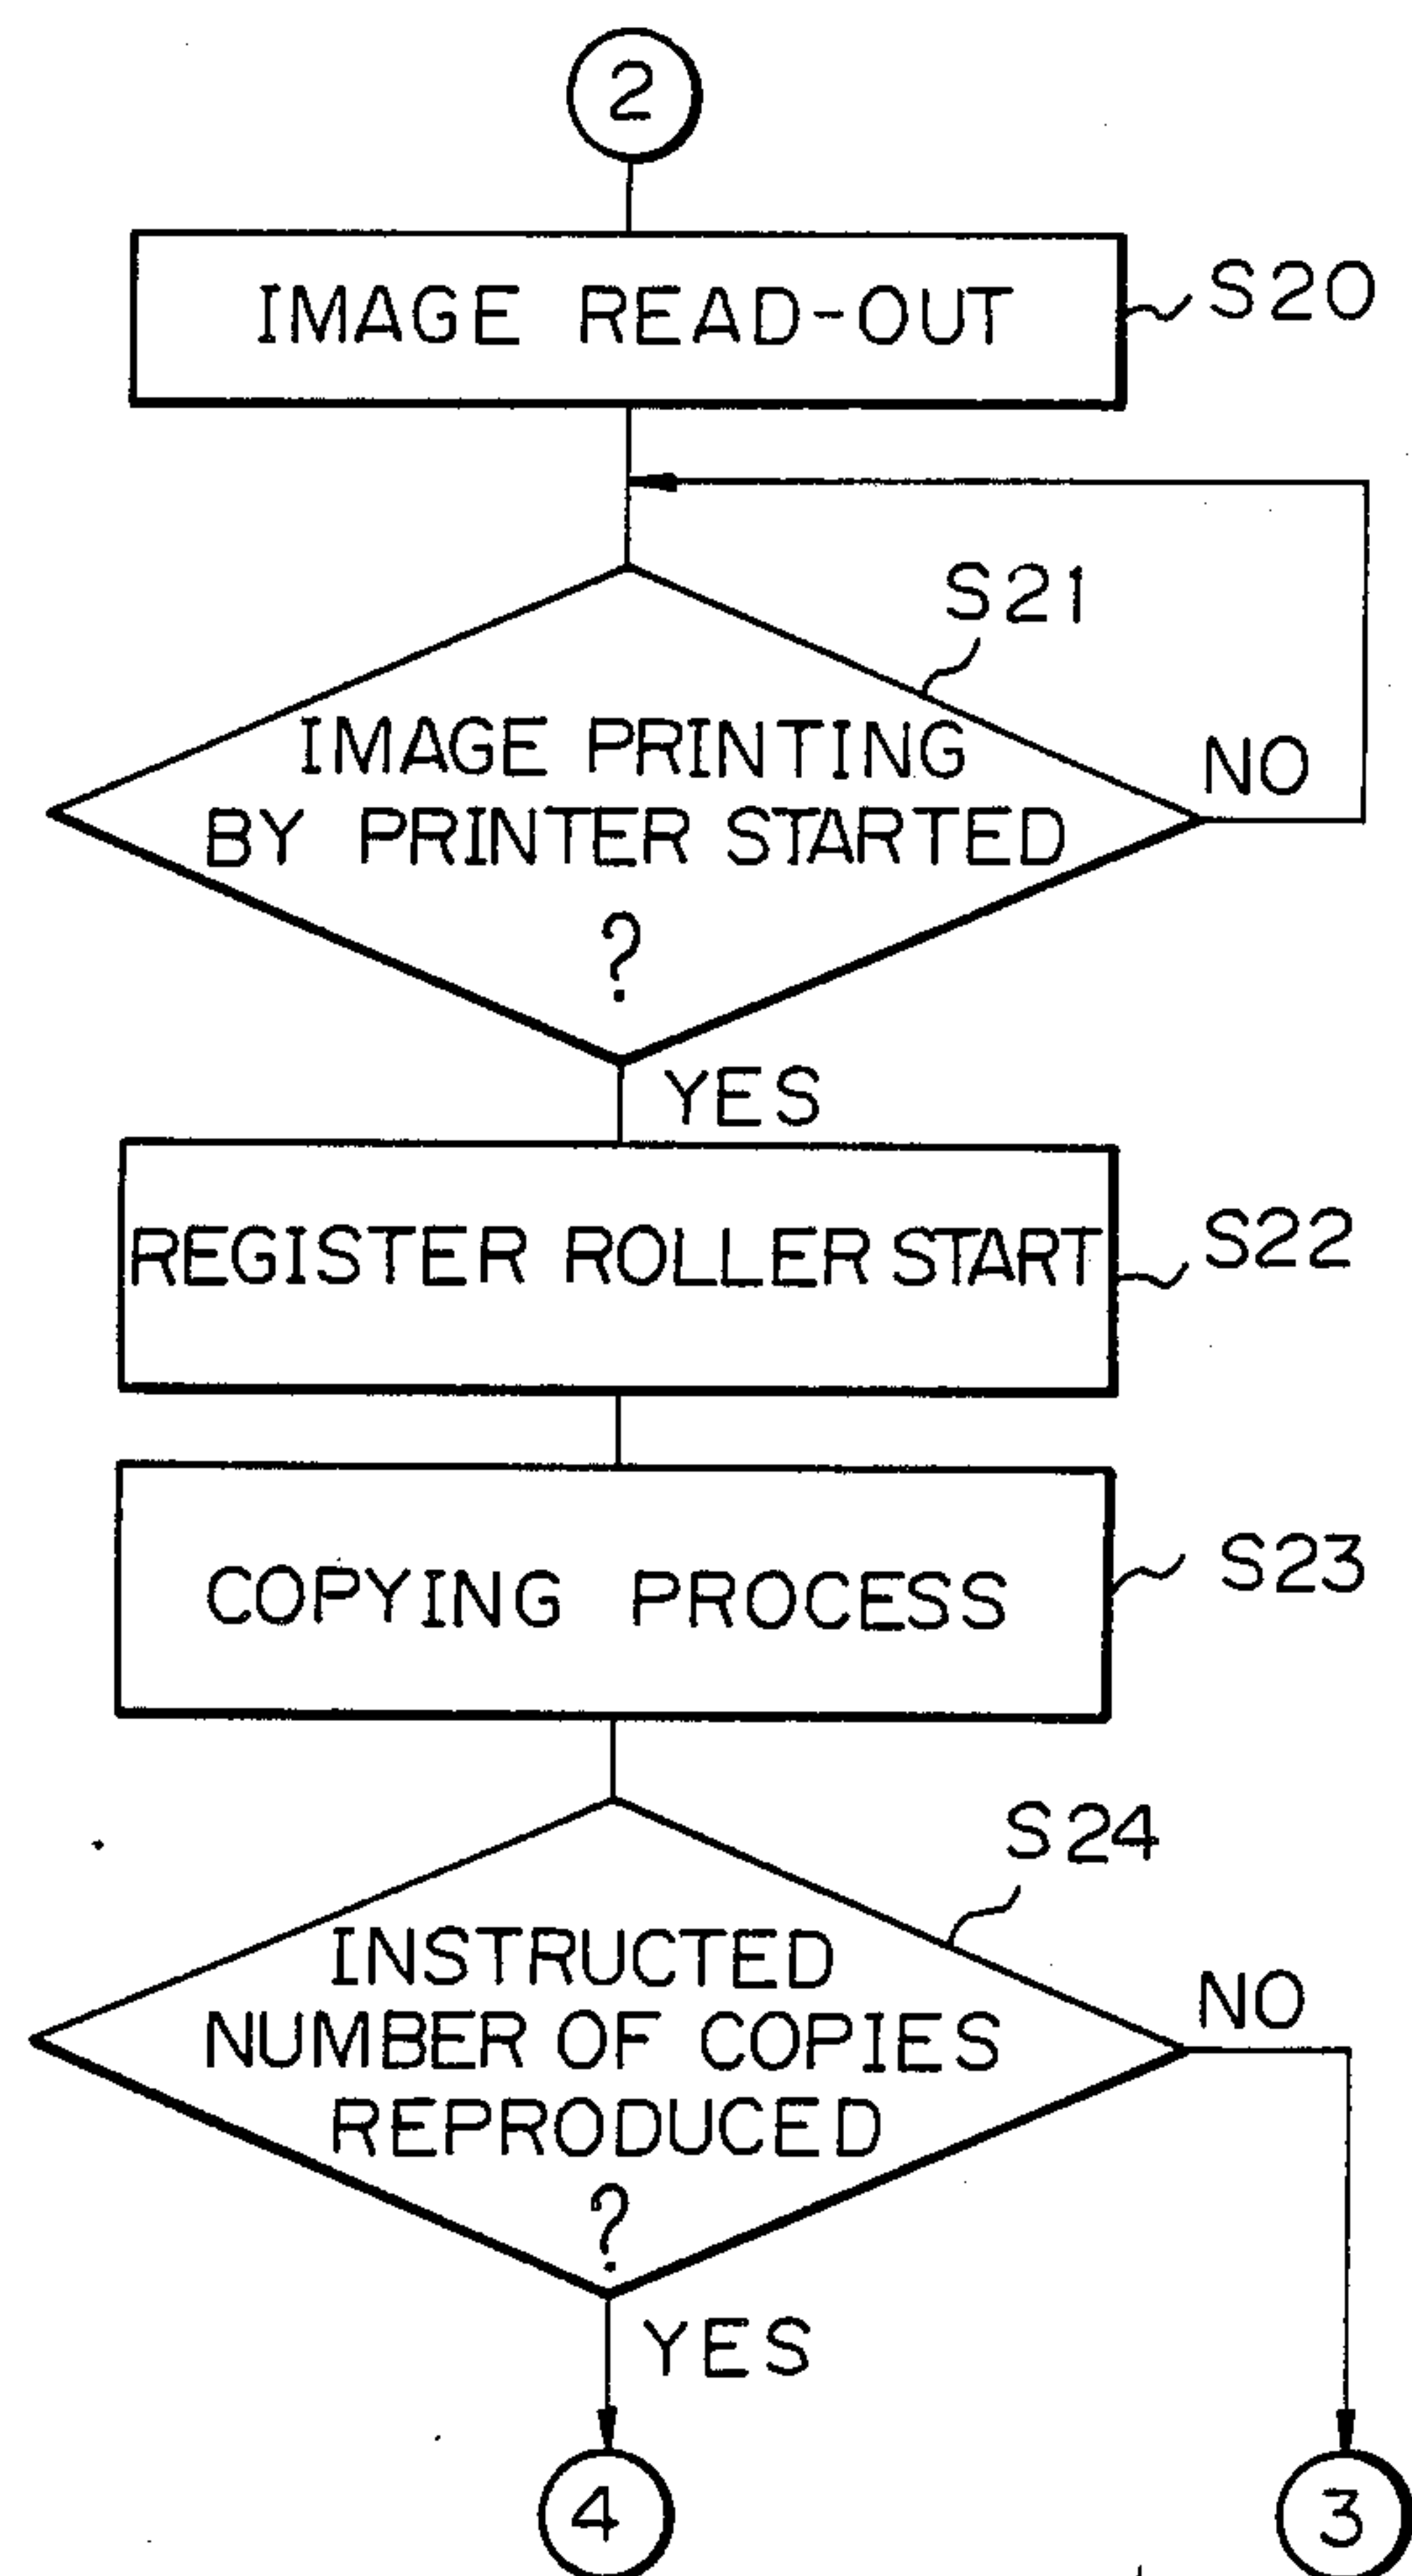 2
IMAGE READ-OUT
S20
S21
IMAGE PRINTING
BY PRINTER STARTED
?
NO
YES
REGISTER ROLLER START
S22
COPYING PROCESS
S23
S24
INSTRUCTED
NUMBER OF COPIES
REPRODUCED
?
NO
YES
4
3